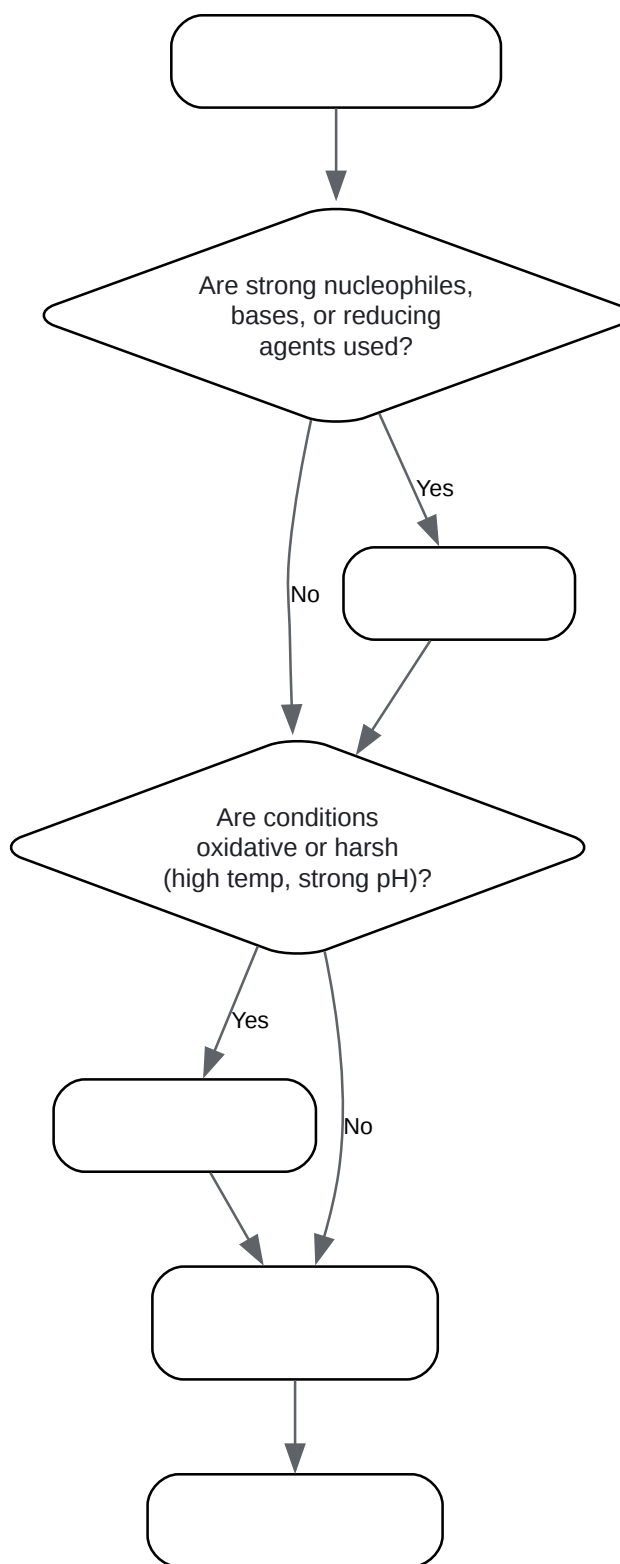 Are strong nucleophiles,
bases, or reducing
agents used?
Yes
No
Are conditions
oxidative or harsh
(high temp, strong pH)?
Yes
No